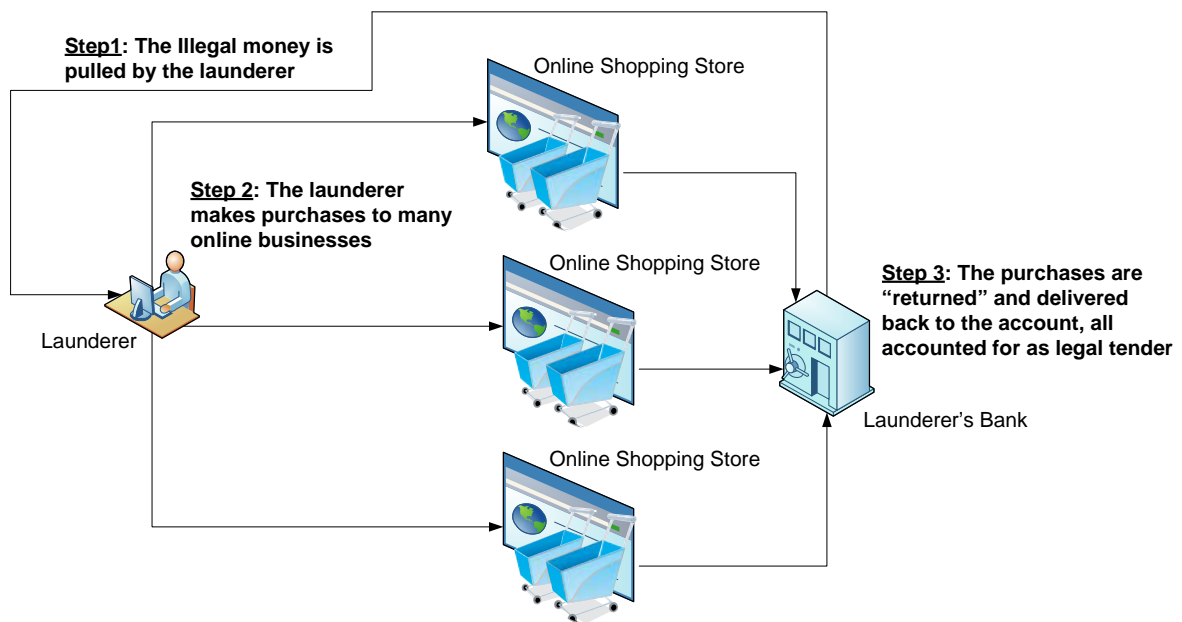 Step1: The Illegal money is
pulled by the launderer
Online Shopping Store
Step 2: The launderer
makes purchases to many
online businesses
Online Shopping Store
Step 3: The purchases are
“returned” and delivered
back to the account, all
accounted for as legal tender
Launderer
Launderer’s Bank
Online Shopping Store